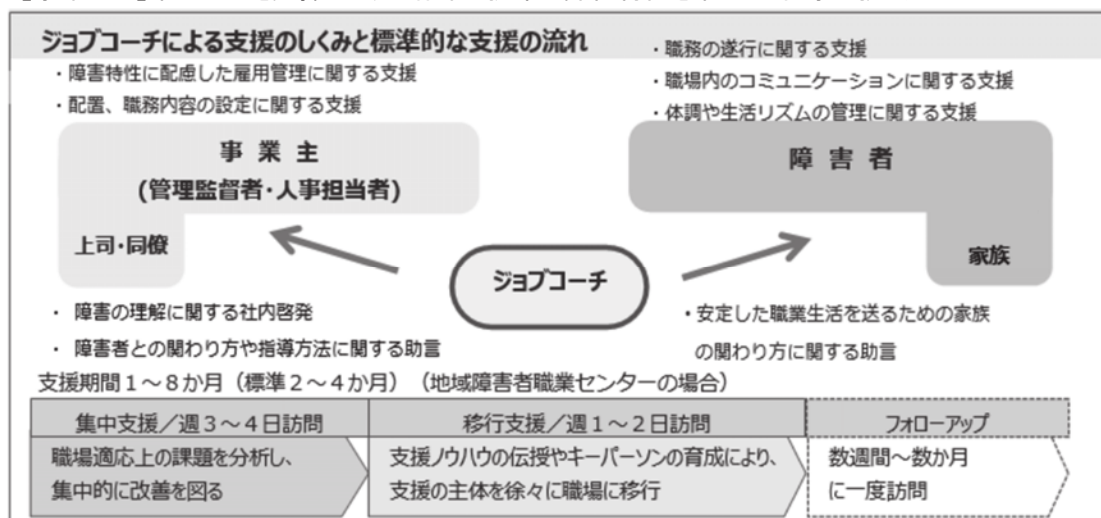 ジョブコーチによる支援のしくみと標準的な支援の流れ
・障害特性に配慮した雇用管理に関する支援
・配置、職務内容の設定に関する支援
・職務の遂行に関する支援
・職場内のコミュニケーションに関する支援
・体調や生活リズムの管理に関する支援
事 業 主
(管理監督者・人事担当者)
上司・同僚
障 害 者
家族
ジョブコーチ
・ 障害の理解に関する社内啓発
・ 障害者との関わり方や指導方法に関する助言
・安定した職業生活を送るための家族
の関わり方に関する助言
支援期間１～８か月（標準２～４か月）（地域障害者職業センターの場合）
集中支援／週３～４日訪問
職場適応上の課題を分析し、
集中的に改善を図る
移行支援／週１～２日訪問
支援ノウハウの伝授やキーパーソンの育成により、
支援の主体を徐々に職場に移行
フォローアップ
数週間～数か月
に一度訪問